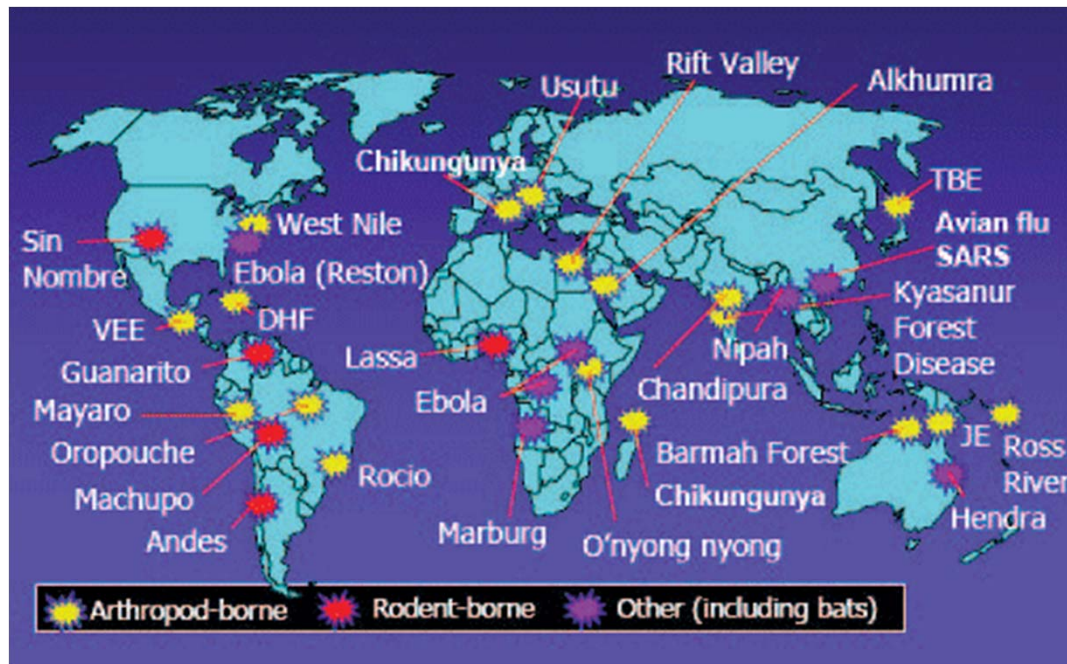 Rift Valley
Usutu
Alkhumra
Chikungunya
TBE
Avian flu
SARS
West Nile
Sin
Nombre
Ebola (Reston)
Kyasanur
Forest
Disease
DHF
VEE
Nipah
Lassa
Guanarito
Chandipura
Ebola
Mayaro
Oropouche
Barmah Forest
JE
Ross
River
Rocio
Machupo
Chikungunya
Hendra
Andes
Marburg
O'nyong nyong
Arthropod-borne
Rodent-borne
Other (including bats)